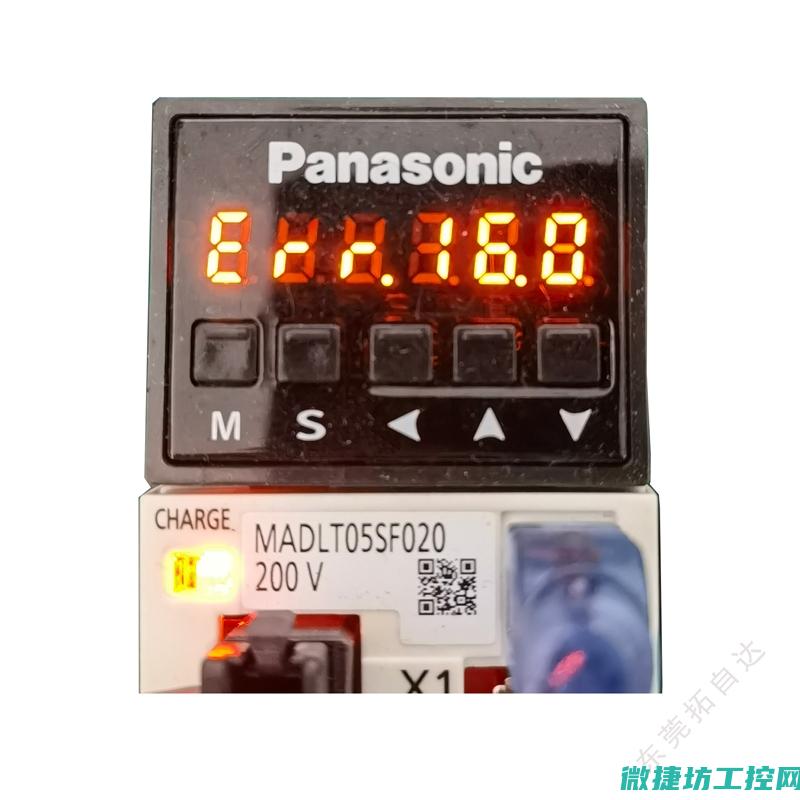 Panasonic
Err.16.0
M S ◀ ▲ ▼
CHARGE
MADLT05SF020
200 V
X1
东莞拓自达
微捷坊工控网